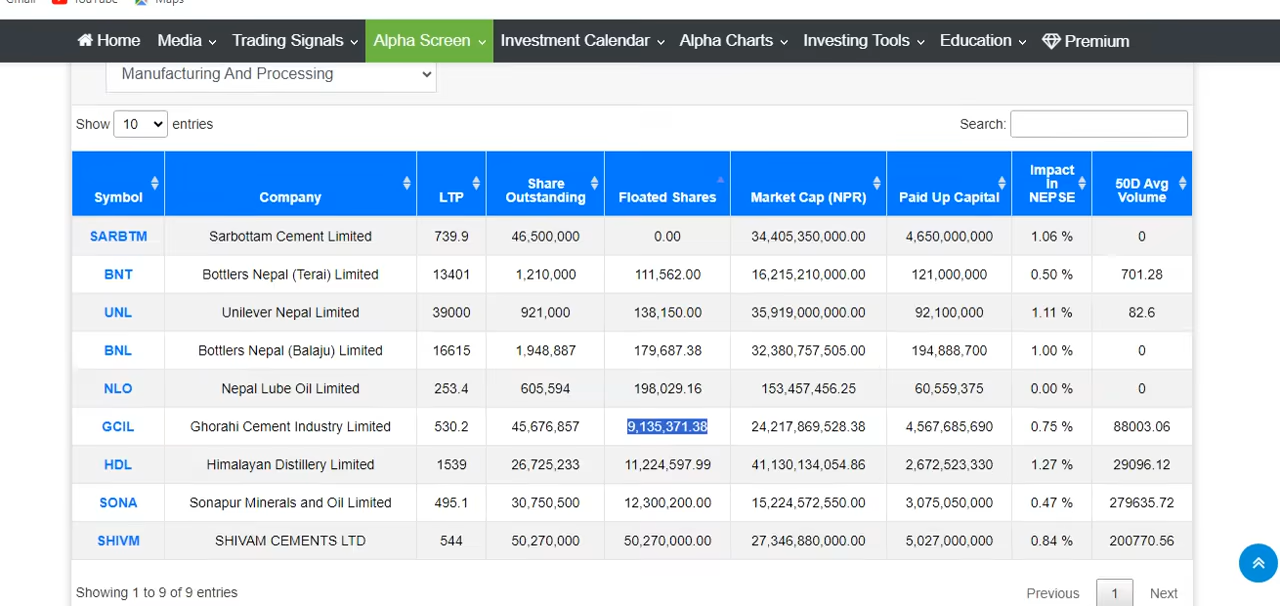 Gmail YouTube Maps
Home Media Trading Signals Alpha Screen Investment Calendar Alpha Charts Investing Tools Education Premium
Manufacturing And Processing
Show 10 entries Search:
Symbol Company LTP Share Outstanding Floated Shares Market Cap (NPR) Paid Up Capital Impact in NEPSE 50D Avg Volume
SARBTM Sarbottam Cement Limited 739.9 46,500,000 0.00 34,405,350,000.00 4,650,000,000 1.06 % 0
BNT Bottlers Nepal (Terai) Limited 13401 1,210,000 111,562.00 16,215,210,000.00 121,000,000 0.50 % 701.28
UNL Unilever Nepal Limited 39000 921,000 138,150.00 35,919,000,000.00 92,100,000 1.11 % 82.6
BNL Bottlers Nepal (Balaju) Limited 16615 1,948,887 179,687.38 32,380,757,505.00 194,888,700 1.00 % 0
NLO Nepal Lube Oil Limited 253.4 605,594 198,029.16 153,457,456.25 60,559,375 0.00 % 0
GCIL Ghorahi Cement Industry Limited 530.2 45,676,857 9,135,371.38 24,217,869,528.38 4,567,685,690 0.75 % 88003.06
HDL Himalayan Distillery Limited 1539 26,725,233 11,224,597.99 41,130,134,054.86 2,672,523,330 1.27 % 29096.12
SONA Sonapur Minerals and Oil Limited 495.1 30,750,500 12,300,200.00 15,224,572,550.00 3,075,050,000 0.47 % 279635.72
SHIVM SHIVAM CEMENTS LTD 544 50,270,000 50,270,000.00 27,346,880,000.00 5,027,000,000 0.84 % 200770.56
Showing 1 to 9 of 9 entries Previous 1 Next